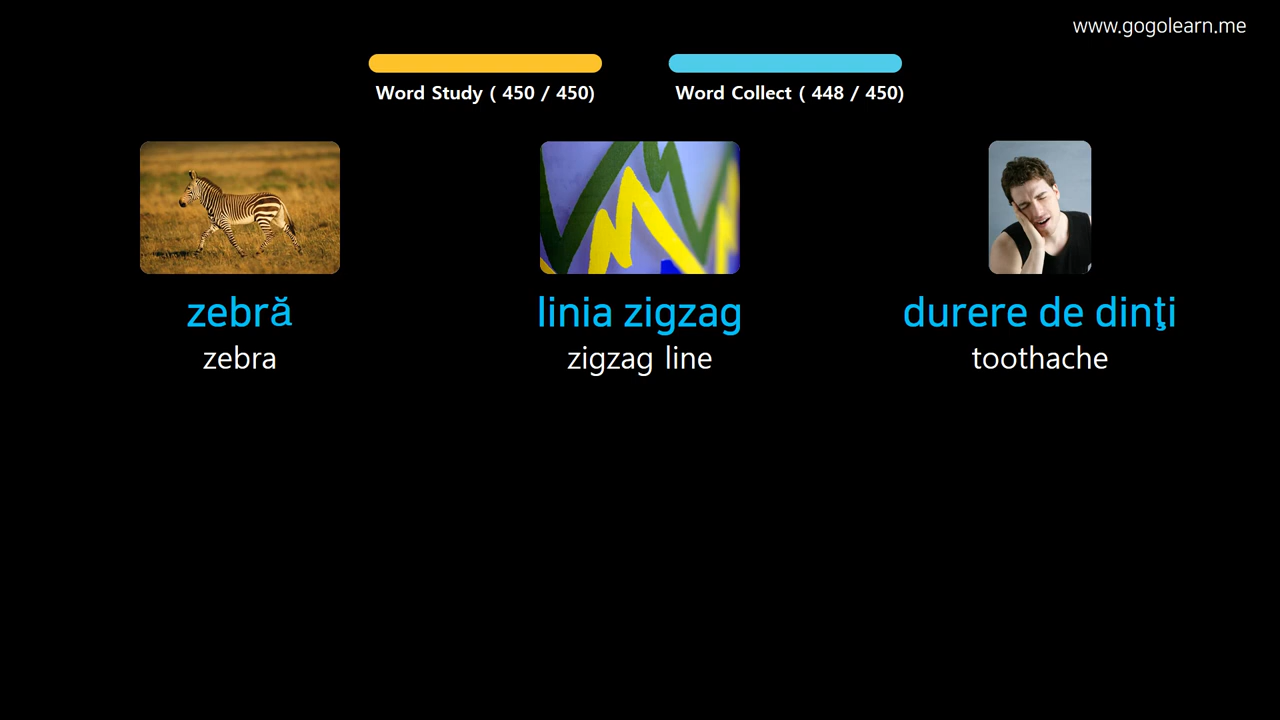 www.gogolearn.me
Word Study ( 450 / 450)
Word Collect ( 448 / 450)
zebră
linia zigzag
durere de dinţi
zebra
zigzag line
toothache